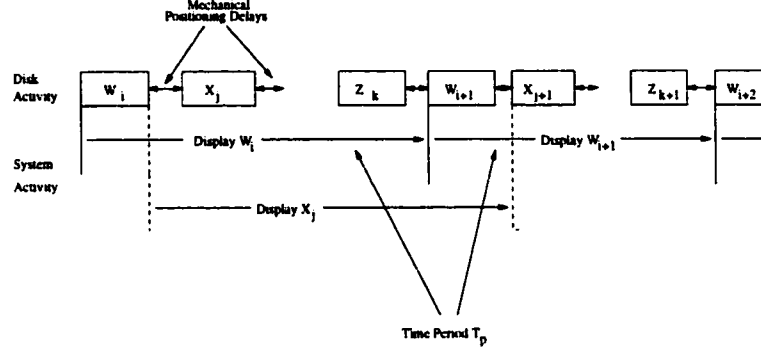 Mechanical
Positioning Delays
Disk
Activity
W i
X j
Z k
W i+1
X j+1
Z k+1
W i+2
Display W i
Display W i+1
System
Activity
Display X j
Time Period T p